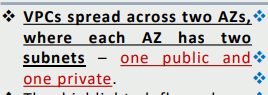 ❖ VPCs spread across two AZs, ❖
where each AZ has two
subnets – one public and ❖
one private. ❖